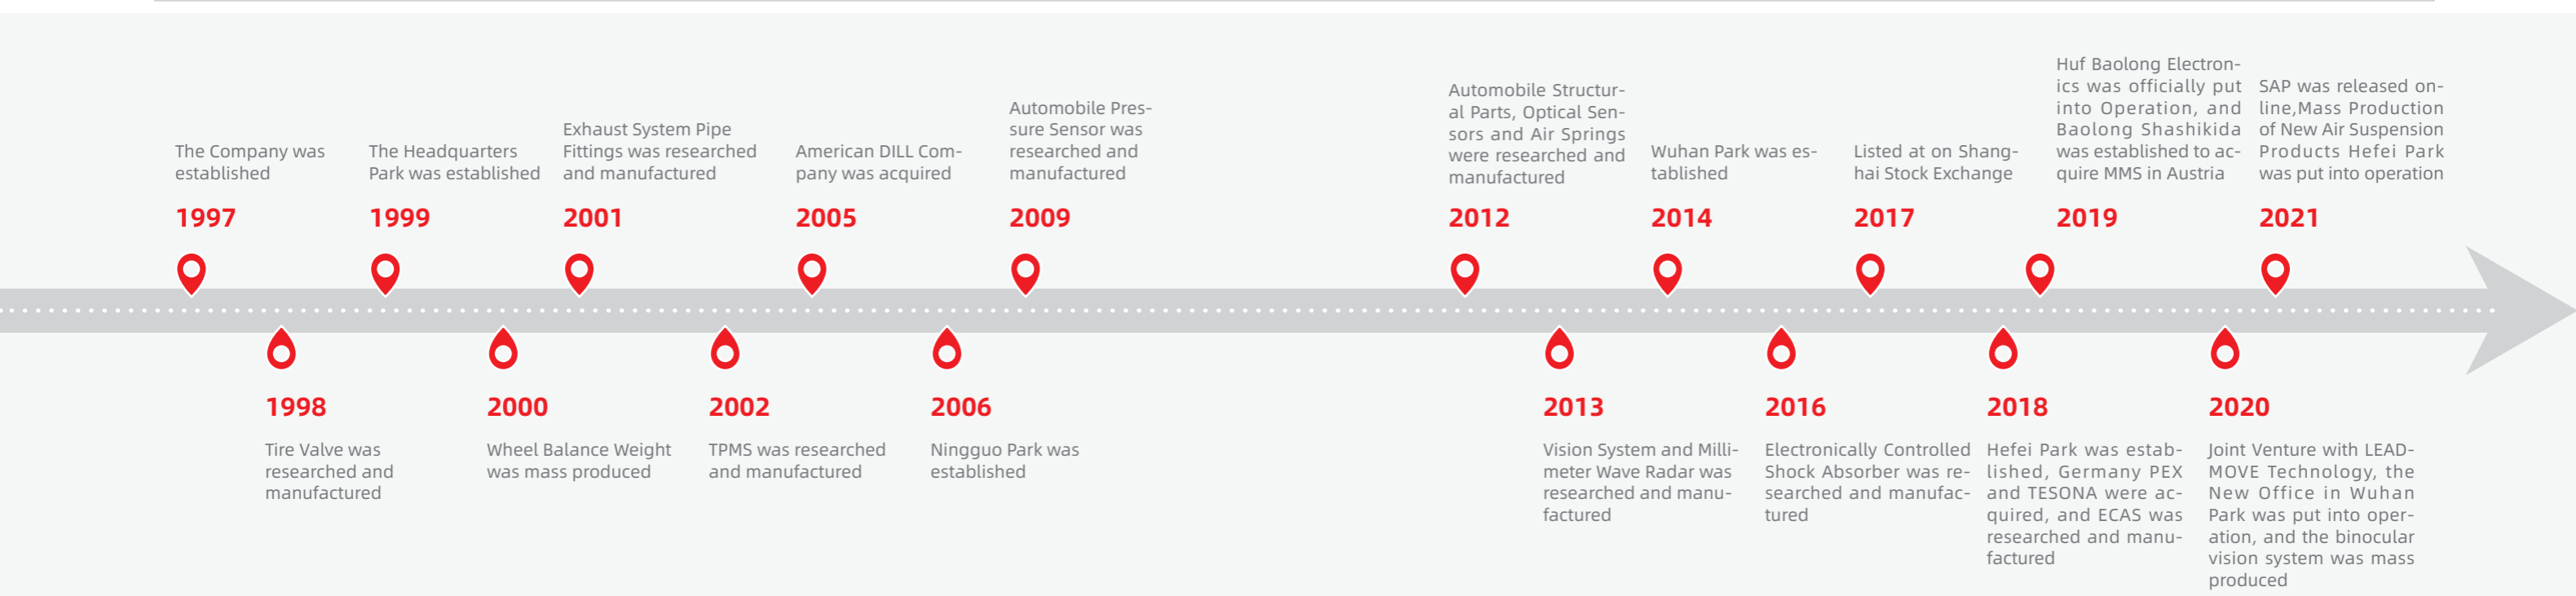 The Company was
established
1997
The Headquarters
Park was established
1999
Exhaust System Pipe
Fittings was researched
and manufactured
2001
American DILL Com-
pany was acquired
2005
Automobile Pres-
sure Sensor was
researched and
manufactured
2009
Automobile Structur-
al Parts, Optical Sen-
sors and Air Springs
were researched and
manufactured
2012
Wuhan Park was es-
tablished
2014
Listed at on Shang-
hai Stock Exchange
2017
Huf Baolong Electron-
ics was officially put
into Operation, and
Baolong Shashikida
was established to ac-
quire MMS in Austria
2019
SAP was released on-
line,Mass Production
of New Air Suspension
Products Hefei Park
was put into operation
2021
1998
Tire Valve was
researched and
manufactured
2000
Wheel Balance Weight
was mass produced
2002
TPMS was researched
and manufactured
2006
Ningguo Park was
established
2013
Vision System and Milli-
meter Wave Radar was
researched and manu-
factured
2016
Electronically Controlled
Shock Absorber was re-
searched and manufac-
tured
2018
Hefei Park was estab-
lished, Germany PEX
and TESONA were ac-
quired, and ECAS was
researched and manu-
factured
2020
Joint Venture with LEAD-
MOVE Technology, the
New Office in Wuhan
Park was put into oper-
ation, and the binocular
vision system was mass
produced